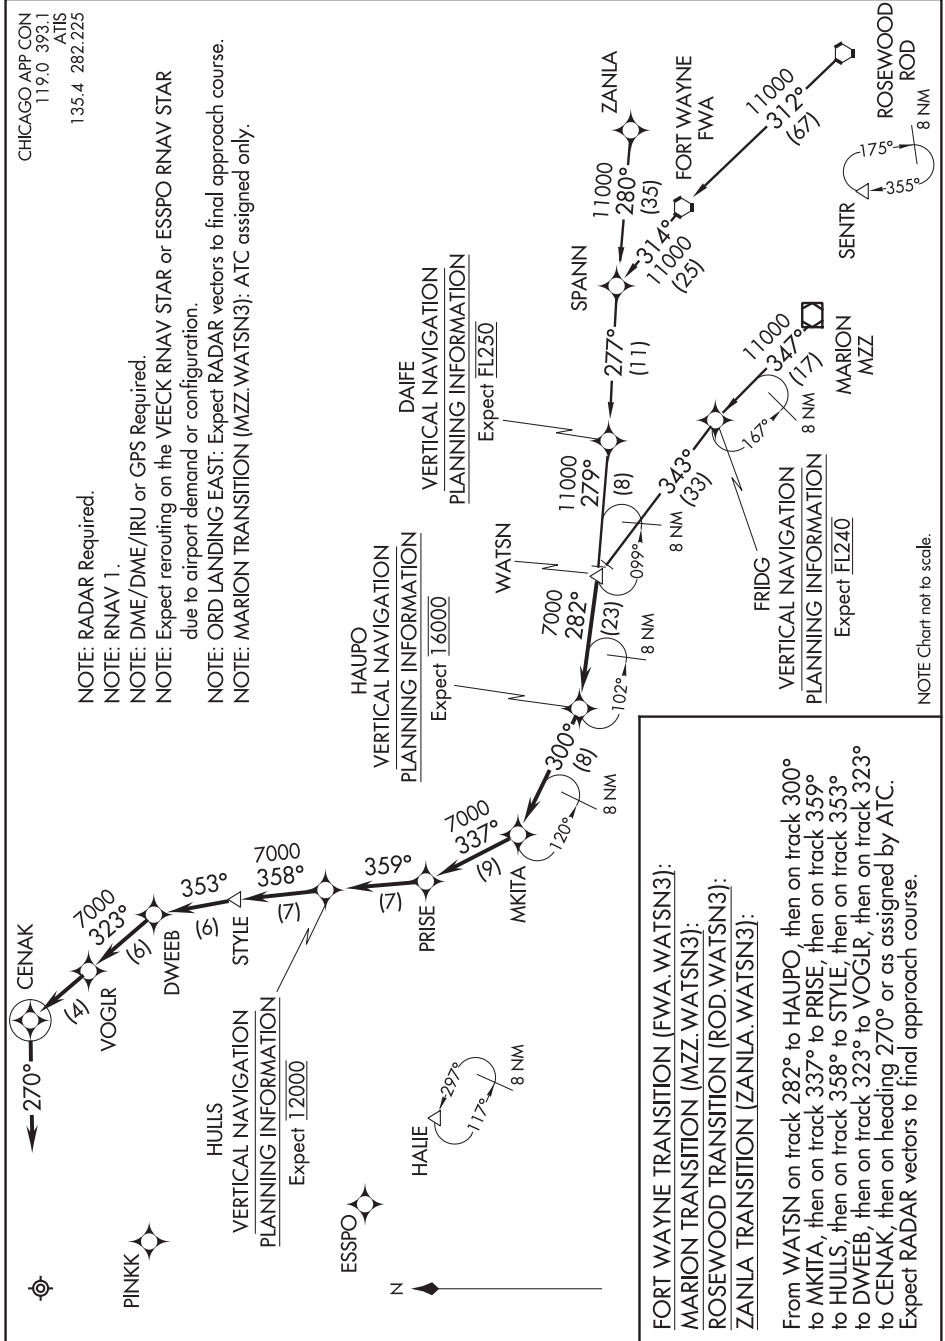 CHICAGO APP CON
119.0 393.1
ATIS
135.4 282.225
NOTE: RADAR Required.
NOTE: RNAV 1.
NOTE: DME/DME/IRU or GPS Required.
NOTE: Expect rerouting on the VEECK RNAV STAR or ESSPO RNAV STAR
due to airport demand or configuration.
NOTE: ORD LANDING EAST: Expect RADAR vectors to final approach course.
NOTE: MARION TRANSITION (MZZ.WATSN3): ATC assigned only.
270°
CENAK
(4)
VOGLR
7000
323°
(6)
DWEEB
353°
(6)
STYLE
7000
358°
(7)
HULLS
VERTICAL NAVIGATION
PLANNING INFORMATION
Expect 12000
359°
(7)
PRISE
7000
337°
(9)
MKITA
120°
8 NM
300°
(8)
HAUPO
VERTICAL NAVIGATION
PLANNING INFORMATION
Expect 16000
102°
8 NM
7000
282°
(23)
WATSN
099°
8 NM
11000
279°
(8)
DAIFE
VERTICAL NAVIGATION
PLANNING INFORMATION
Expect FL250
277°
(11)
SPANN
11000
280°
(35)
ZANLA
314°
11000
(25)
FORT WAYNE
FWA
11000
312°
(67)
ROSEWOOD
ROD
343°
(33)
FRIDG
VERTICAL NAVIGATION
PLANNING INFORMATION
Expect FL240
167°
8 NM
11000
347°
(17)
MARION
MZZ
SENTR
175°
355°
8 NM
PINKK
ESSPO
HALIE
297°
117°
8 NM
N
NOTE Chart not to scale.
FORT WAYNE TRANSITION (FWA.WATSN3):
MARION TRANSITION (MZZ.WATSN3):
ROSEWOOD TRANSITION (ROD.WATSN3):
ZANLA TRANSITION (ZANLA.WATSN3):
From WATSN on track 282° to HAUPO, then on track 300°
to MKITA, then on track 337° to PRISE, then on track 359°
to HULLS, then on track 358° to STYLE, then on track 353°
to DWEEB, then on track 323° to VOGLR, then on track 323°
to CENAK, then on heading 270° or as assigned by ATC.
Expect RADAR vectors to final approach course.